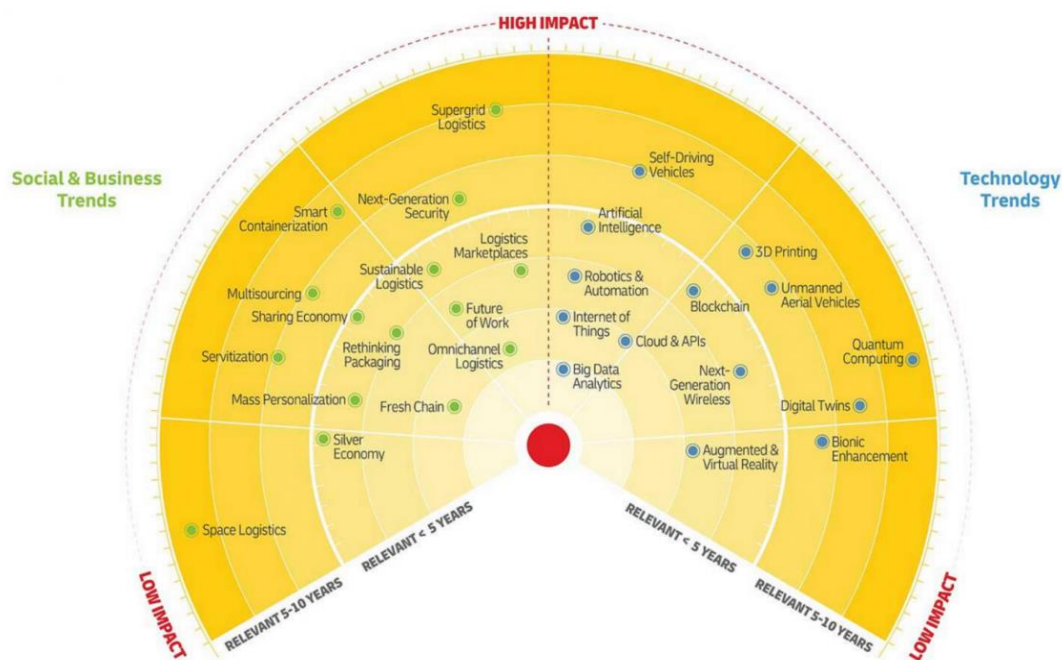 HIGH IMPACT
Social & Business
Trends
Technology
Trends
Supergrid
Logistics
Self-Driving
Vehicles
Next-Generation
Security
Smart
Containerization
Artificial
Intelligence
Logistics
Marketplaces
3D Printing
Sustainable
Logistics
Robotics &
Automation
Unmanned
Aerial Vehicles
Multisourcing
Blockchain
Sharing Economy
Future
of Work
Internet of
Things
Rethinking
Packaging
Omnichannel
Logistics
Cloud & APIs
Quantum
Computing
Servitization
Big Data
Analytics
Next-
Generation
Wireless
Mass Personalization
Fresh Chain
Digital Twins
Silver
Economy
Augmented &
Virtual Reality
Bionic
Enhancement
Space Logistics
RELEVANT < 5 YEARS
RELEVANT < 5 YEARS
RELEVANT 5-10 YEARS
RELEVANT 5-10 YEARS
LOW IMPACT
LOW IMPACT